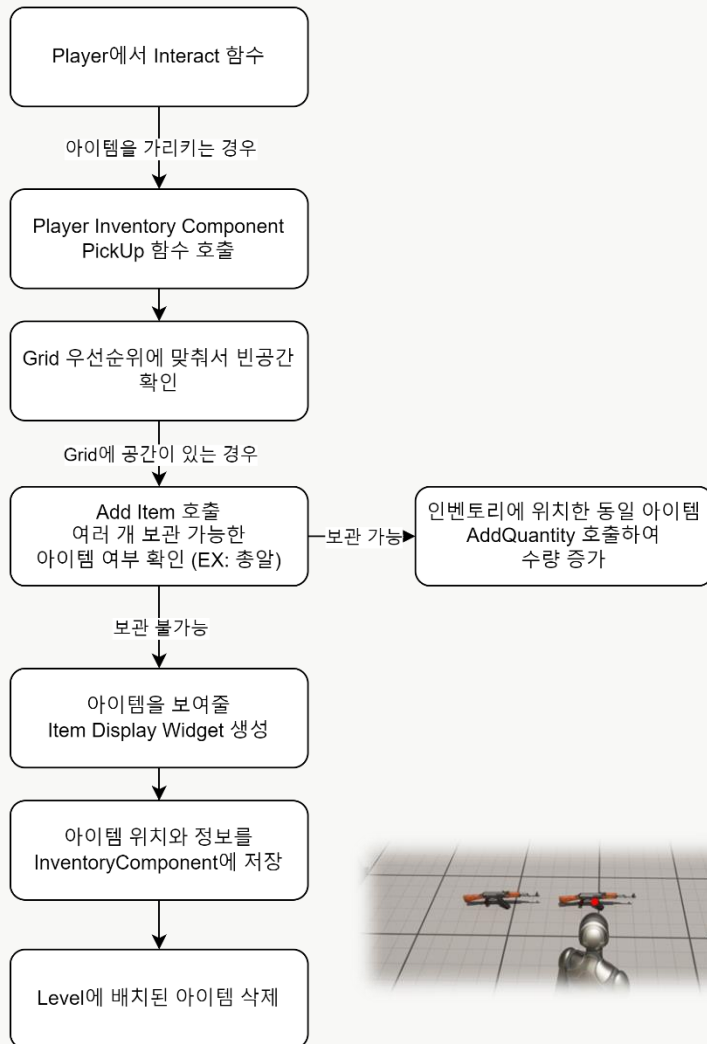 Player에서 Interact 함수
아이템을 가리키는 경우
Player Inventory Component
PickUp 함수 호출
Grid 우선순위에 맞춰서 빈공간
확인
Grid에 공간이 있는 경우
Add Item 호출
여러 개 보관 가능한
아이템 여부 확인 (EX: 총알)
보관 가능
인벤토리에 위치한 동일 아이템
AddQuantity 호출하여
수량 증가
보관 불가능
아이템을 보여줄
Item Display Widget 생성
아이템 위치와 정보를
InventoryComponent에 저장
Level에 배치된 아이템 삭제